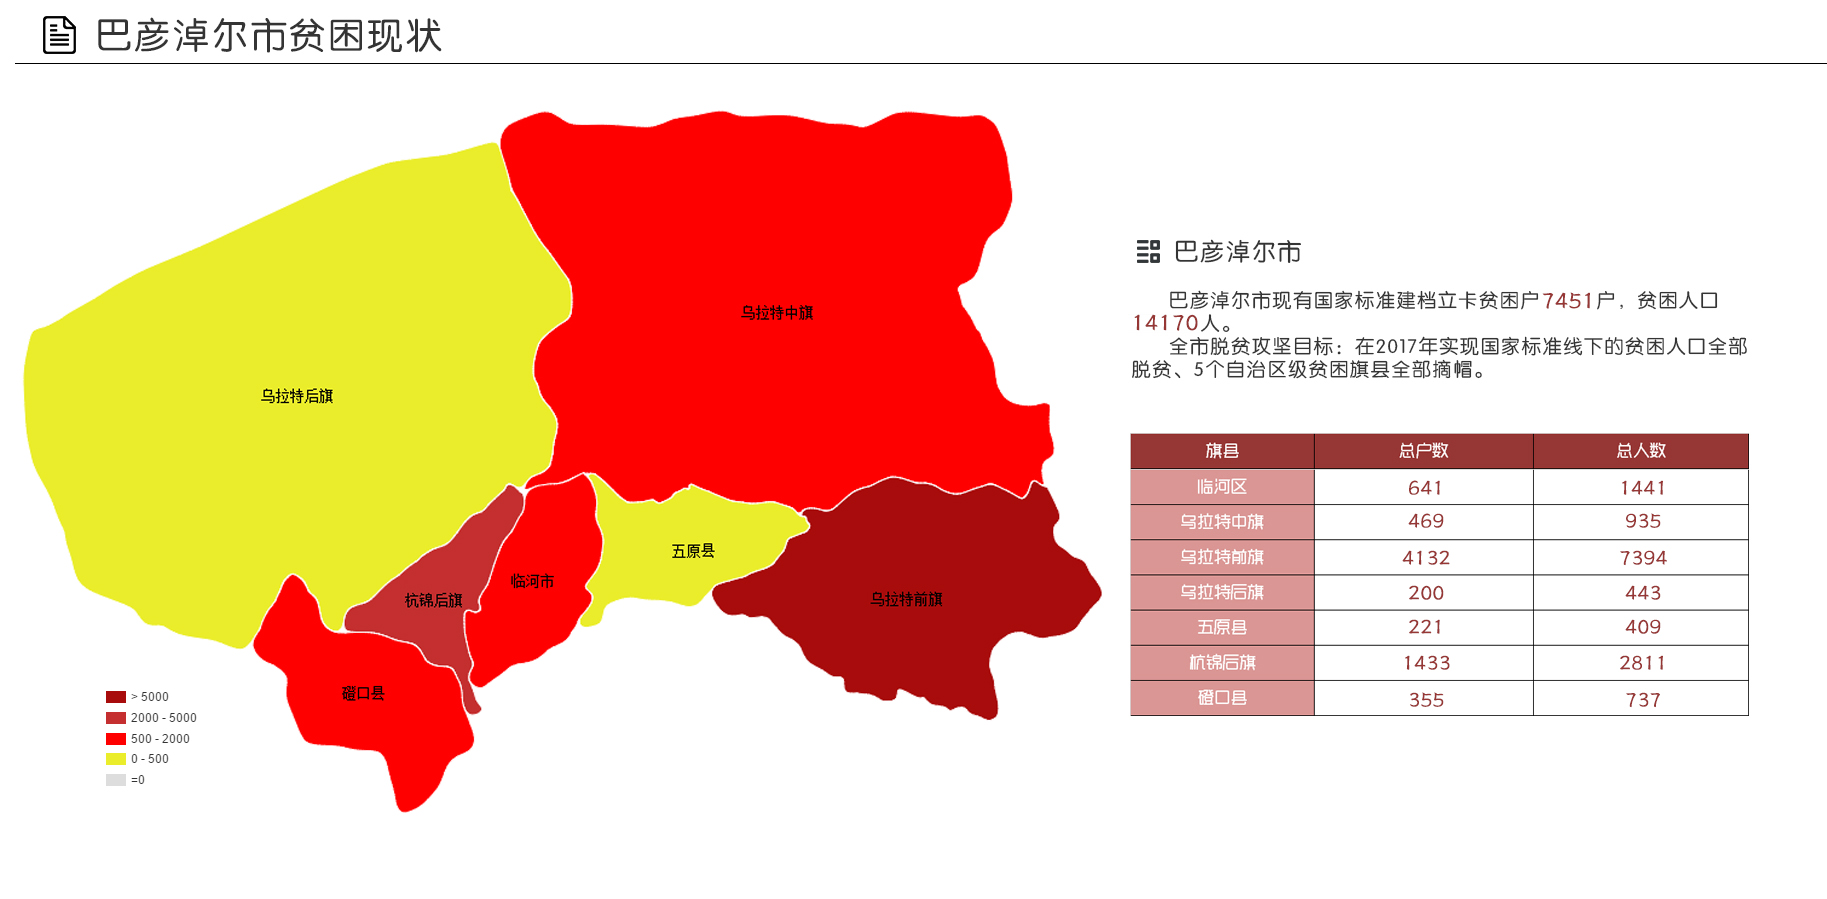 巴彦淖尔市贫困现状
乌拉特中旗
乌拉特后旗
五原县
临河市
杭锦后旗
乌拉特前旗
磴口县
> 5000
2000 - 5000
500 - 2000
0 - 500
=0
巴彦淖尔市
巴彦淖尔市现有国家标准建档立卡贫困户7451户，贫困人口
14170人。
全市脱贫攻坚目标：在2017年实现国家标准线下的贫困人口全部
脱贫、5个自治区级贫困旗县全部摘帽。
旗县 总户数 总人数
临河区 641 1441
乌拉特中旗 469 935
乌拉特前旗 4132 7394
乌拉特后旗 200 443
五原县 221 409
杭锦后旗 1433 2811
磴口县 355 737